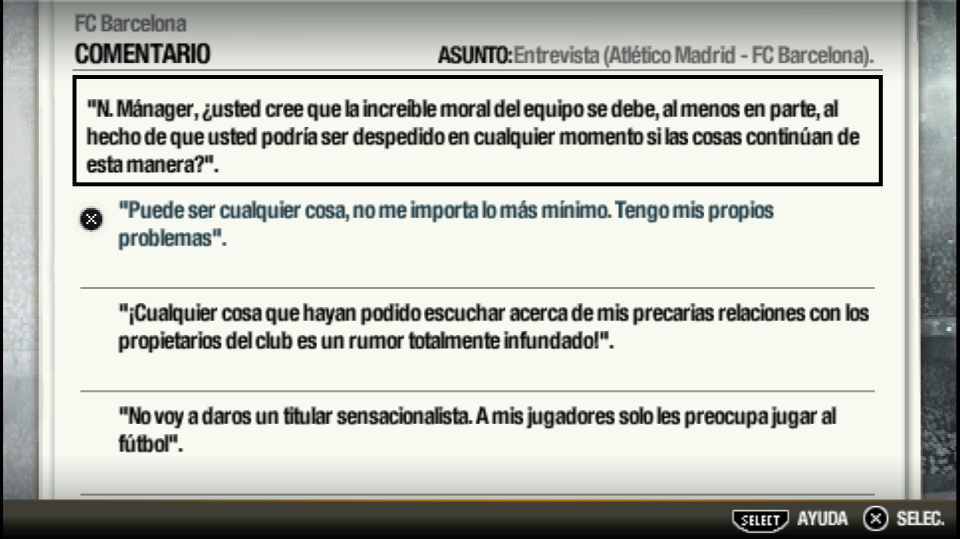 FC Barcelona
COMENTARIO
ASUNTO:Entrevista (Atlético Madrid - FC Barcelona).
"N. Mánager, ¿usted cree que la increíble moral del equipo se debe, al menos en parte, al
hecho de que usted podría ser despedido en cualquier momento si las cosas continúan de
esta manera?".
"Puede ser cualquier cosa, no me importa lo más mínimo. Tengo mis propios
problemas".
"¡Cualquier cosa que hayan podido escuchar acerca de mis precarias relaciones con los
propietarios del club es un rumor totalmente infundado!".
"No voy a daros un titular sensacionalista. A mis jugadores solo les preocupa jugar al
fútbol".
SELECT AYUDA SELEC.